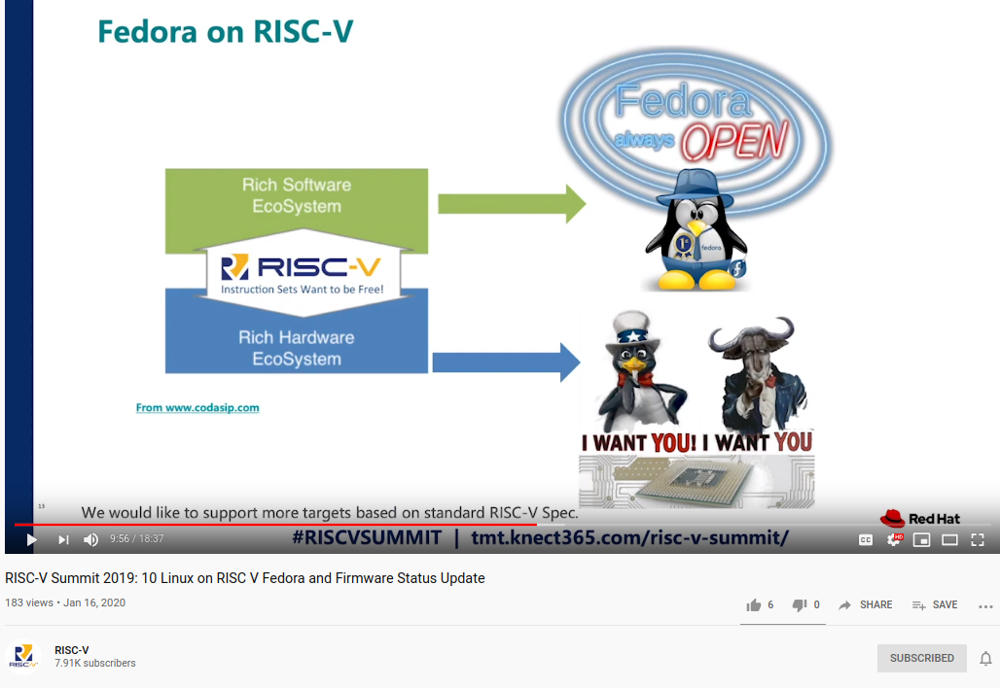 Fedora on RISC-V
Fedora
always OPEN
Rich Software
EcoSystem
RISC-V
Instruction Sets Want to be Free!
Rich Hardware
EcoSystem
1st
fedora
From www.codasip.com
I WANT YOU! I WANT YOU
13
We would like to support more targets based on standard RISC-V Spec.
Red Hat
9:56 / 18:37
#RISCVSUMMIT | tmt.knect365.com/risc-v-summit/
CC
HD
RISC-V Summit 2019: 10 Linux on RISC V Fedora and Firmware Status Update
183 views • Jan 16, 2020
6
0
SHARE
SAVE
RISC-V
RISC-V
7.91K subscribers
SUBSCRIBED